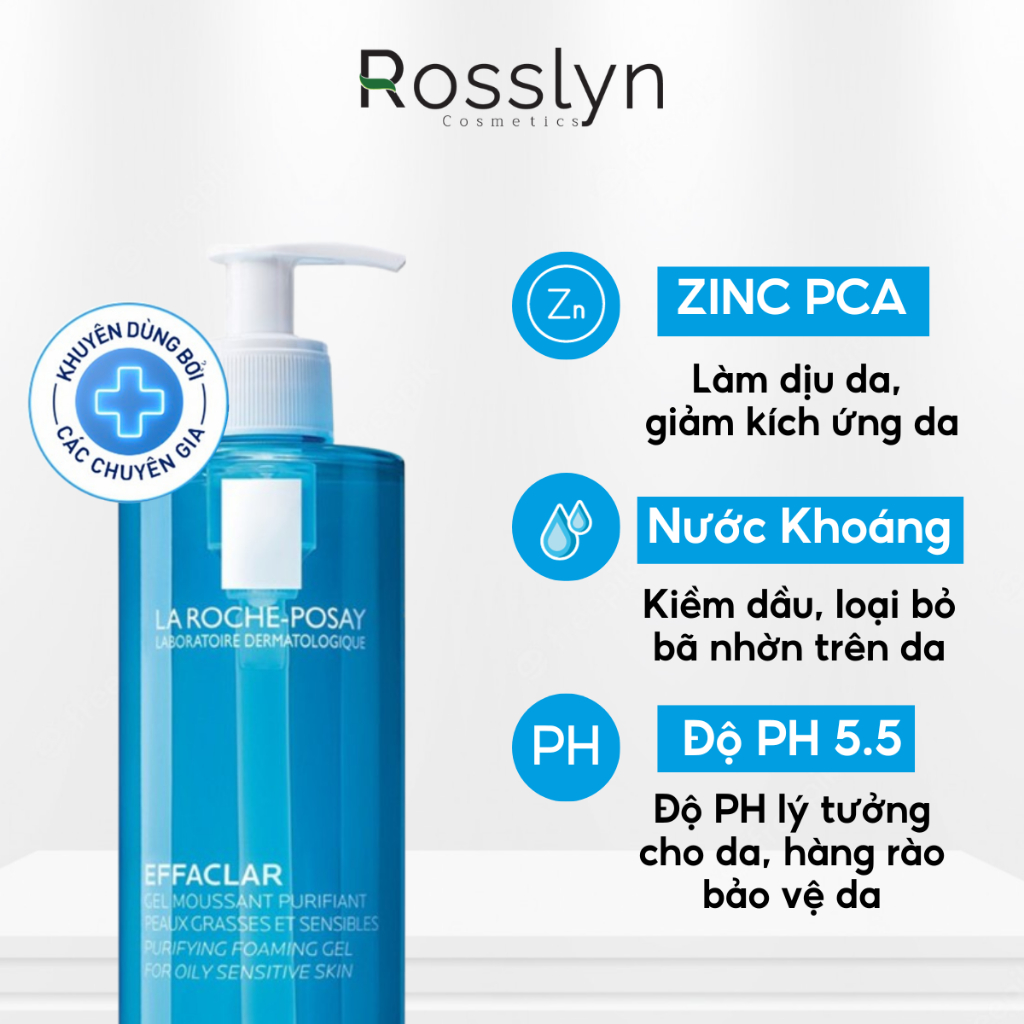 Rosslyn
Cosmetics
KHUYÊN DÙNG BỞI
CÁC CHUYÊN GIA
LA ROCHE-POSAY
LABORATOIRE DERMATOLOGIQUE
EFFACLAR
GEL MOUSSANT PURIFIANT
PEAUX GRASSES ET SENSIBLES
PURIFYING FOAMING GEL
FOR OILY SENSITIVE SKIN
Zn
ZINC PCA
Làm dịu da,
giảm kích ứng da
Nước Khoáng
Kiềm dầu, loại bỏ
bã nhờn trên da
PH
Độ PH 5.5
Độ PH lý tưởng
cho da, hàng rào
bảo vệ da